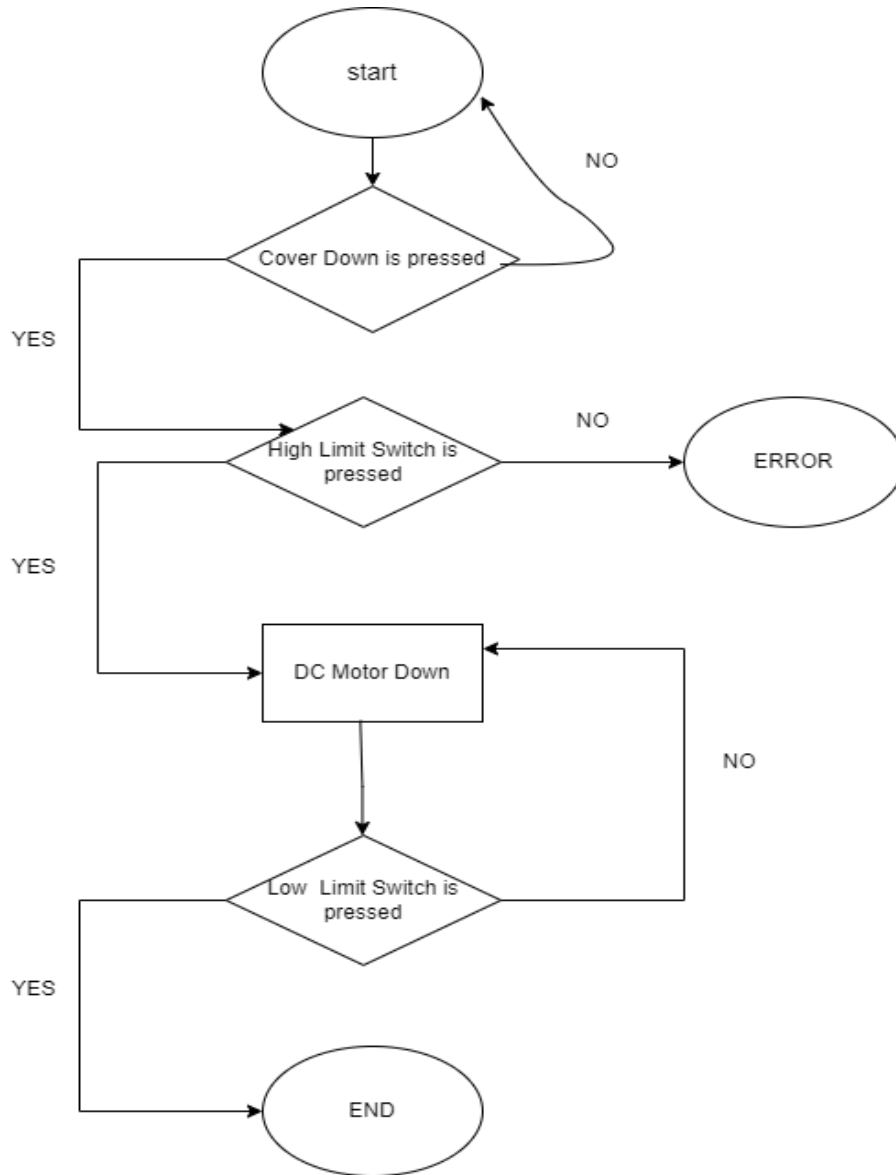 start
NO
Cover Down is pressed
YES
NO
High Limit Switch is
pressed
ERROR
YES
DC Motor Down
NO
Low  Limit Switch is
pressed
YES
END